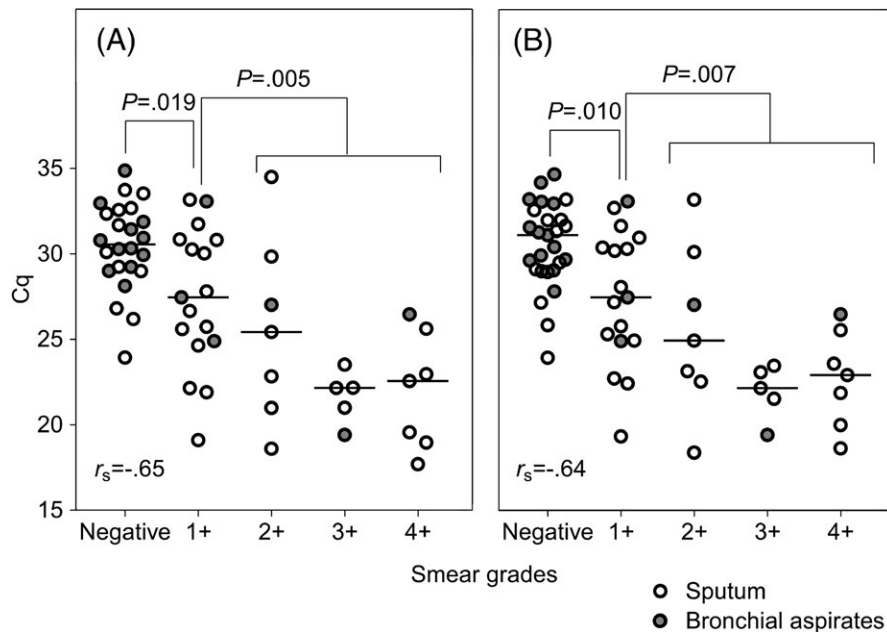 (A)
P=.005
P=.019
35
30
25
20
15
Cq
rs=-.65
Negative 1+ 2+ 3+ 4+
(B)
P=.007
P=.010
rs=-.64
Negative 1+ 2+ 3+ 4+
Smear grades
Sputum
Bronchial aspirates